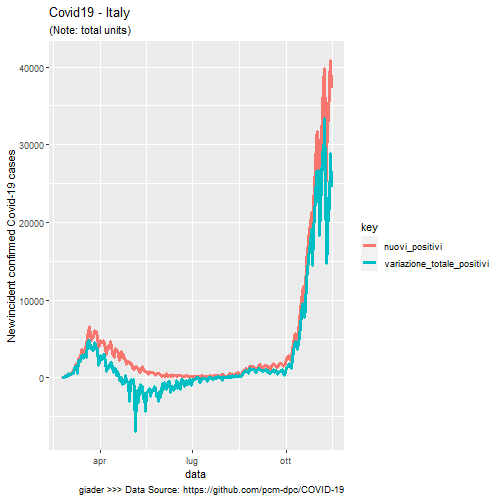 Covid19 - Italy
(Note: total units)
New/incident confirmed Covid-19 cases
40000
30000
20000
10000
0
apr
lug
ott
data
key
nuovi_positivi
variazione_totale_positivi
giader >>> Data Source: https://github.com/pcm-dpc/COVID-19